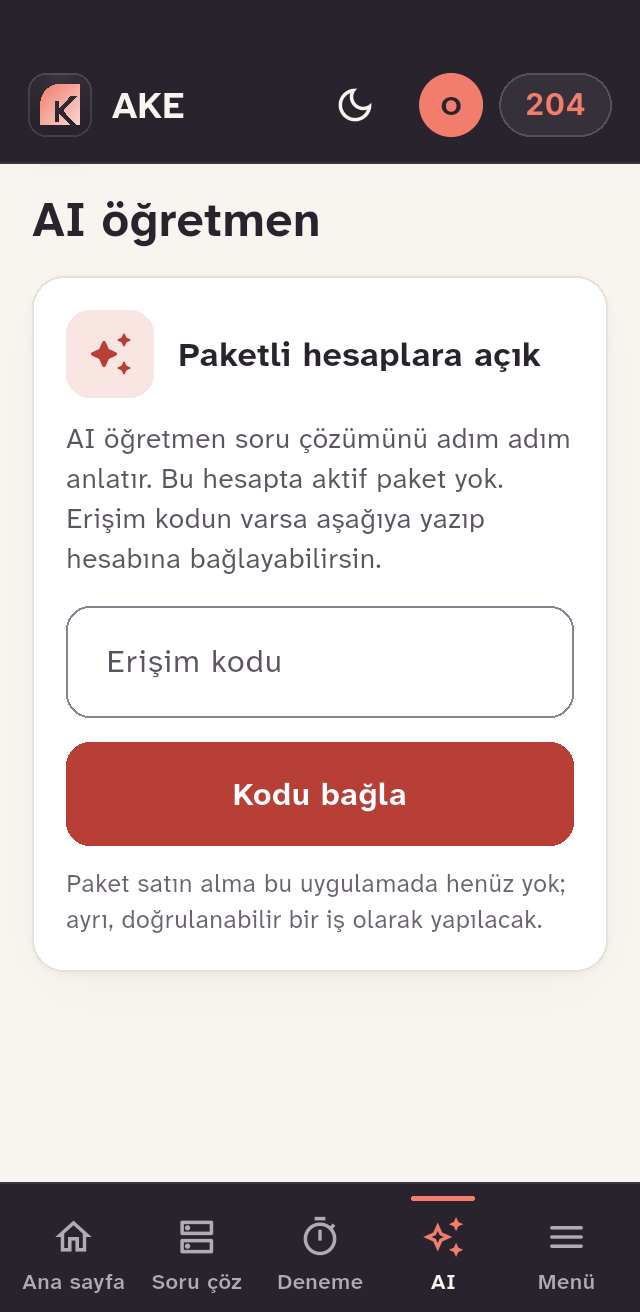 K AKE O 204
AI öğretmen
Paketli hesaplara açık
AI öğretmen soru çözümünü adım adım
anlatır. Bu hesapta aktif paket yok.
Erişim kodun varsa aşağıya yazıp
hesabına bağlayabilirsin.
Erişim kodu
Kodu bağla
Paket satın alma bu uygulamada henüz yok;
ayrı, doğrulanabilir bir iş olarak yapılacak.
Ana sayfa Soru çöz Deneme AI Menü